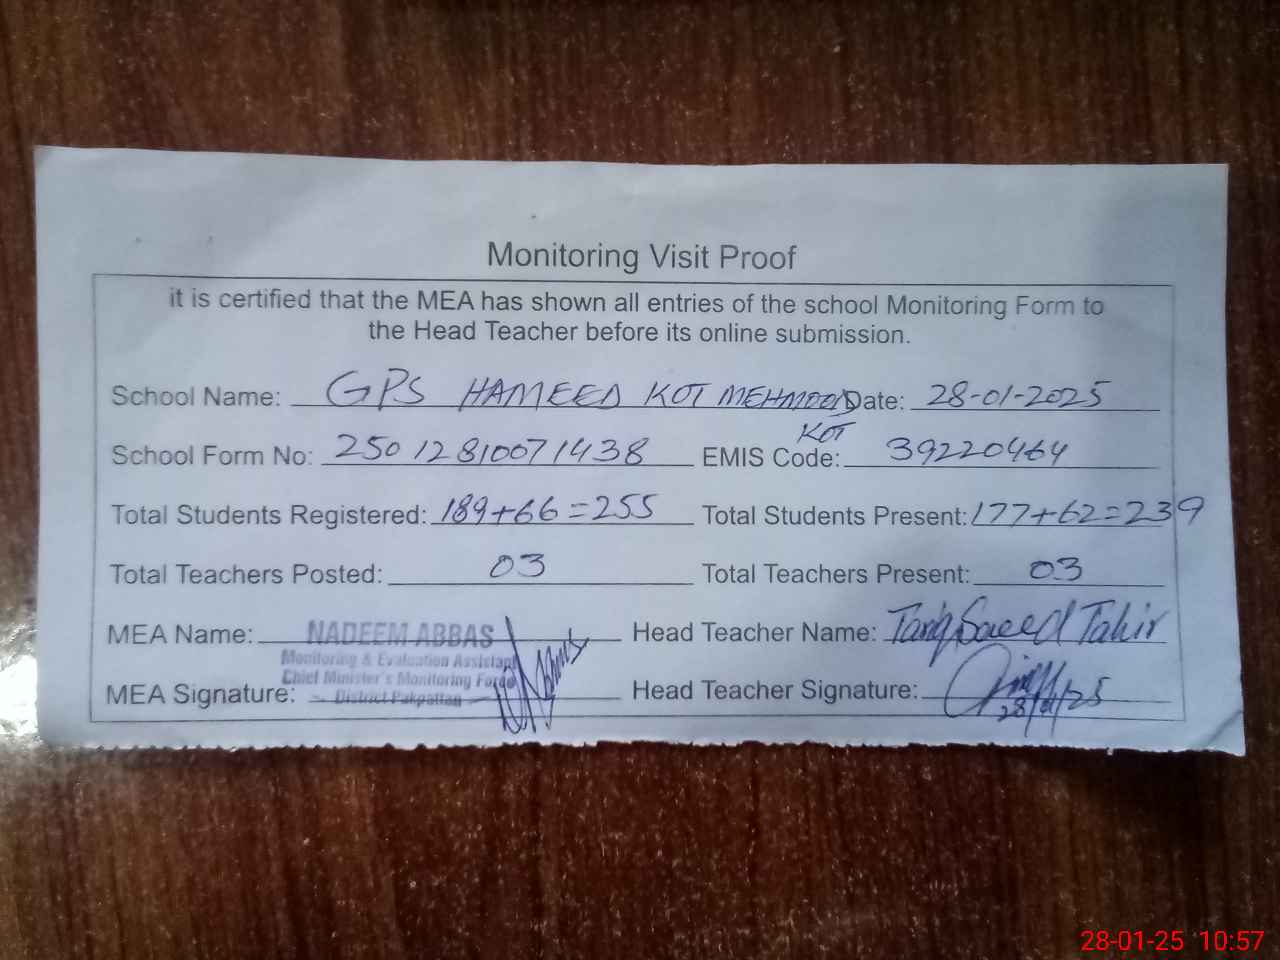 Monitoring Visit Proof
it is certified that the MEA has shown all entries of the school Monitoring Form to
the Head Teacher before its online submission.
School Name: GPS HAMEED KOT MEHMOOD KOT Date: 28-01-2025
School Form No: 25012810071438 EMIS Code: 39220464
Total Students Registered: 189+66=255 Total Students Present: 177+62=239
Total Teachers Posted: 03 Total Teachers Present: 03
MEA Name: NADEEM ABBAS Head Teacher Name: Tariq Saeed Tahir
Monitoring & Evaluation Assistant
Chief Minister's Monitoring Force
MEA Signature: District Pakpattan Head Teacher Signature: 28/01/25
28-01-25 10:57